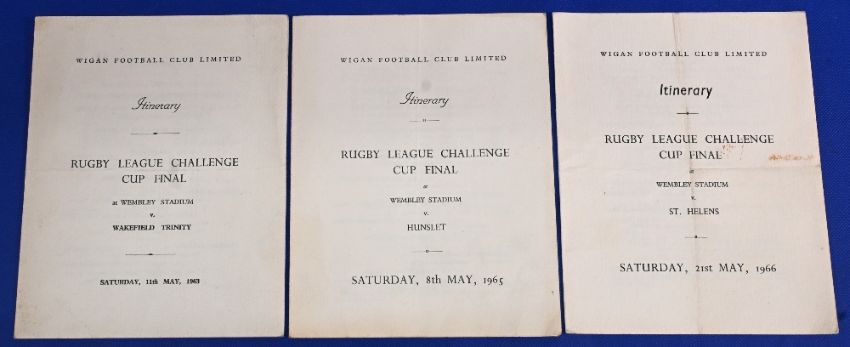 WIGAN FOOTBALL CLUB LIMITED
Itinerary
RUGBY LEAGUE CHALLENGE
CUP FINAL
at WEMBLEY STADIUM
v.
WAKEFIELD TRINITY
SATURDAY, 11th MAY, 1963
WIGAN FOOTBALL CLUB LIMITED
Itinerary
RUGBY LEAGUE CHALLENGE
CUP FINAL
at
WEMBLEY STADIUM
v.
HUNSLET
SATURDAY, 8th MAY, 1965
WIGAN FOOTBALL CLUB LIMITED
Itinerary
RUGBY LEAGUE CHALLENGE
CUP FINAL
at
WEMBLEY STADIUM
v.
ST. HELENS
SATURDAY, 21st MAY, 1966